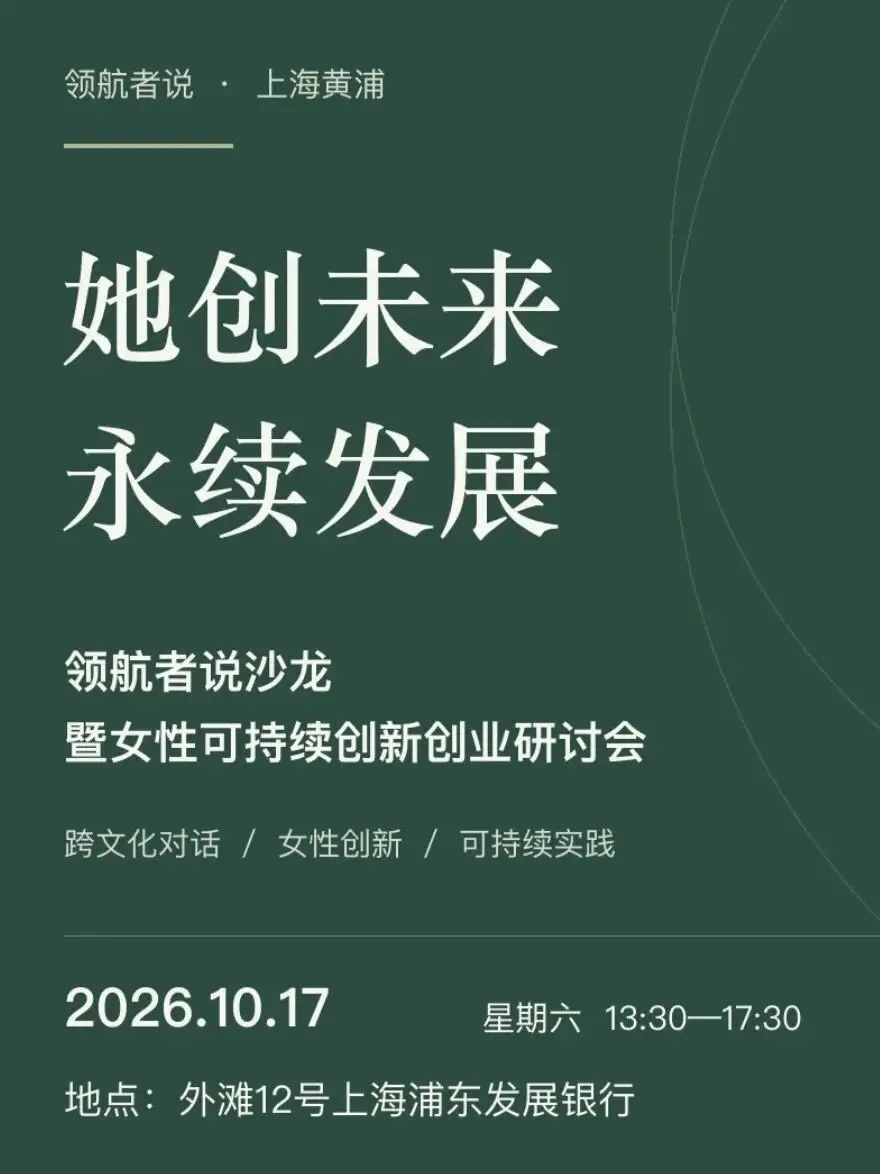 领航者说 · 上海黄浦
她创未来
永续发展
领航者说沙龙
暨女性可持续创新创业研讨会
跨文化对话 / 女性创新 / 可持续实践
2026.10.17 星期六 13:30—17:30
地点：外滩12号上海浦东发展银行